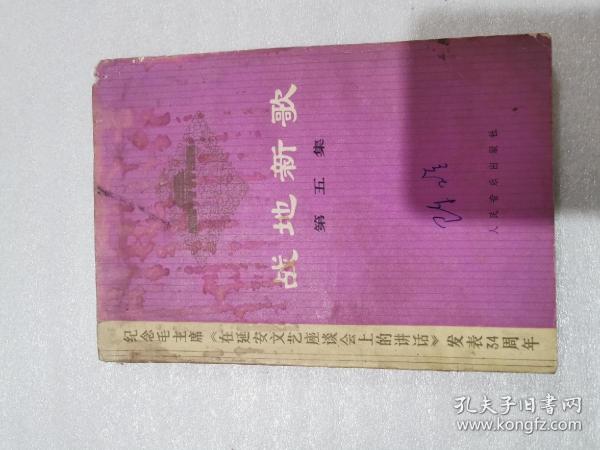 战地新歌
第五集
人民音乐出版社
纪念毛主席《在延安文艺座谈会上的讲话》发表34周年
孔夫子旧书网
www.kongfz.com